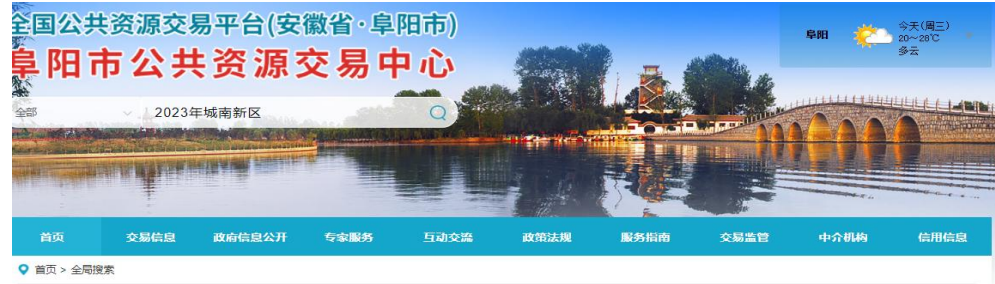 全国公共资源交易平台(安徽省·阜阳市)
阜阳市公共资源交易中心
阜阳
今天(周三)
20～28℃
多云
全部
2023年城南新区
首页 交易信息 政府信息公开 专家服务 互动交流 政策法规 服务指南 交易监管 中介机构 信用信息
首页 > 全局搜索